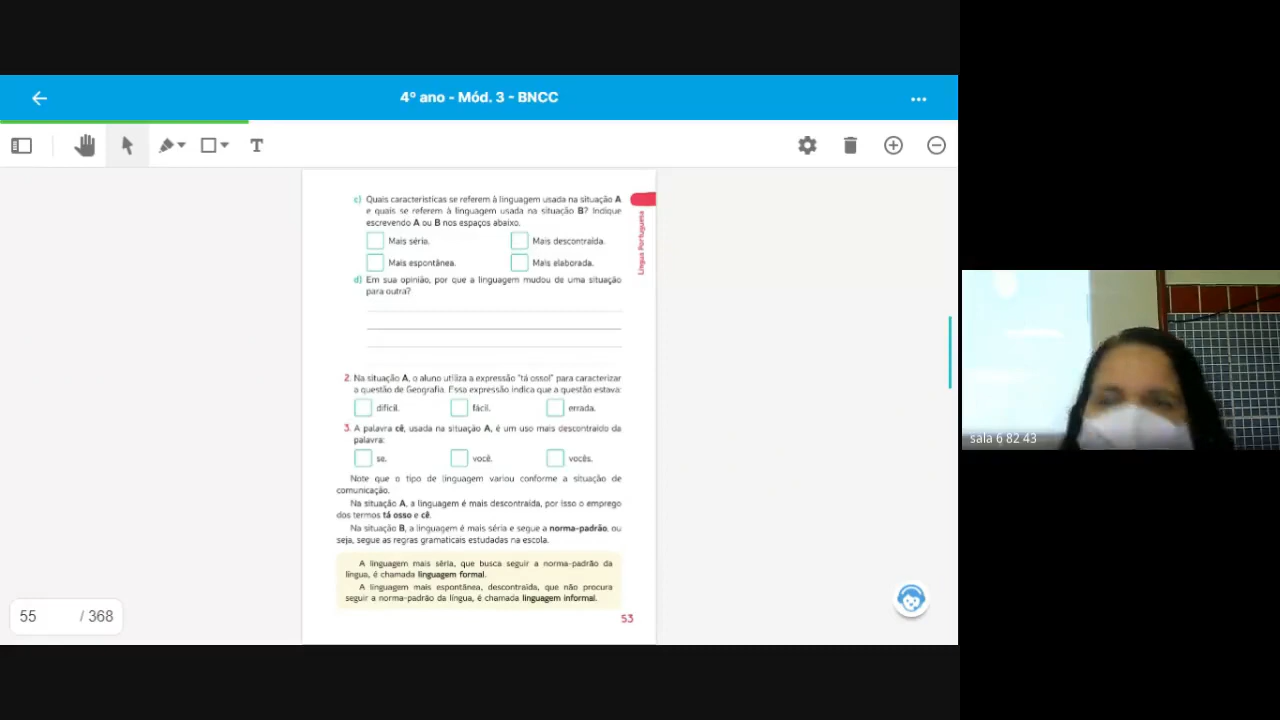 4º ano - Mód. 3 - BNCC
T
c) Quais características se referem à linguagem usada na situação A
e quais se referem à linguagem usada na situação B? Indique
escrevendo A ou B nos espaços abaixo.
Mais séria.
Mais descontraída.
Mais espontânea.
Mais elaborada.
d) Em sua opinião, por que a linguagem mudou de uma situação
para outra?
Língua Portuguesa
2. Na situação A, o aluno utiliza a expressão "tá osso!" para caracterizar
a questão de Geografia. Essa expressão indica que a questão estava:
difícil.
fácil.
errada.
3. A palavra cê, usada na situação A, é um uso mais descontraído da
palavra:
se.
você.
vocês.
Note que o tipo de linguagem variou conforme a situação de
comunicação.
Na situação A, a linguagem é mais descontraída, por isso o emprego
dos termos tá osso e cê.
Na situação B, a linguagem é mais séria e segue a norma-padrão, ou
seja, segue as regras gramaticais estudadas na escola.
A linguagem mais séria, que busca seguir a norma-padrão da
língua, é chamada linguagem formal.
A linguagem mais espontânea, descontraída, que não procura
seguir a norma-padrão da língua, é chamada linguagem informal.
53
55 / 368
sala 6 82 43